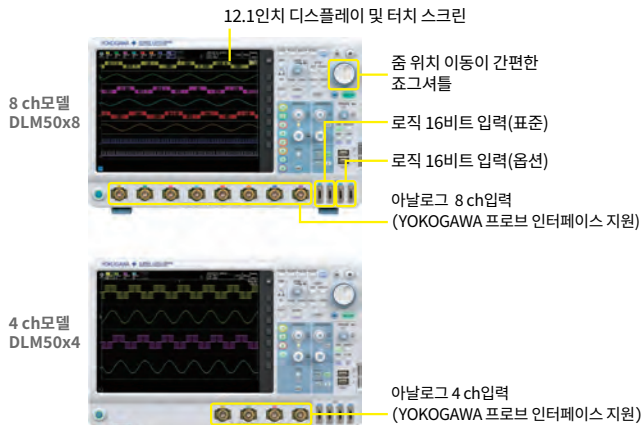 12.1인치 디스플레이 및 터치 스크린
줌 위치 이동이 간편한
죠그셔틀
8 ch모델
DLM50x8
로직 16비트 입력(표준)
로직 16비트 입력(옵션)
아날로그 8 ch입력
(YOKOGAWA 프로브 인터페이스 지원)
YOKOGAWA
4 ch모델
DLM50x4
아날로그 4 ch입력
(YOKOGAWA 프로브 인터페이스 지원)